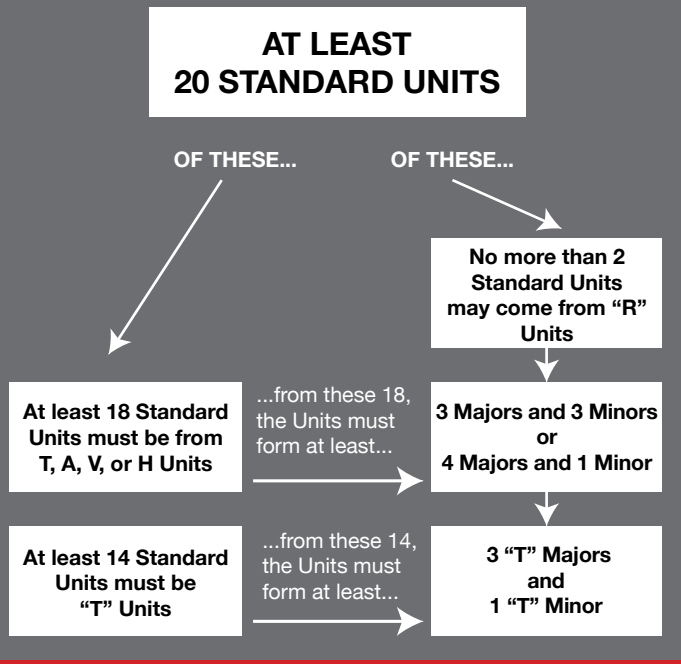 AT LEAST
20 STANDARD UNITS
OF THESE...
OF THESE...
No more than 2
Standard Units
may come from “R”
Units
At least 18 Standard
Units must be from
T, A, V, or H Units
...from these 18,
the Units must
form at least...
3 Majors and 3 Minors
or
4 Majors and 1 Minor
At least 14 Standard
Units must be
“T” Units
...from these 14,
the Units must
form at least...
3 “T” Majors
and
1 “T” Minor